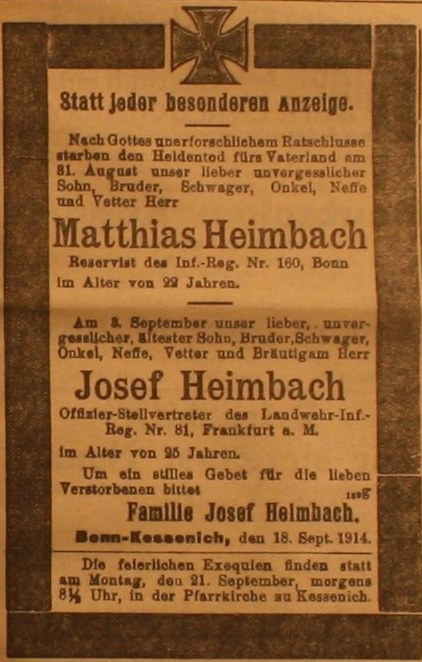 W
Statt jeder besonderen Anzeige.
Nach Gottes unerforschlichem Ratschlusse
starben den Heldentod fürs Vaterland am
31. August unser lieber unvergesslicher
Sohn, Bruder, Schwager, Onkel, Neffe
und Vetter Herr
Matthias Heimbach
Reservist des Inf.-Reg. Nr. 160, Bonn
im Alter von 22 Jahren.
Am 3. September unser lieber, unver-
gesslicher, ältester Sohn, Bruder, Schwager,
Onkel, Neffe, Vetter und Bräutigam Herr
Josef Heimbach
Offizier-Stellvertreter des Landwehr-Inf.-
Reg. Nr. 81, Frankfurt a. M.
im Alter von 25 Jahren.
Um ein stilles Gebet für die lieben
Verstorbenen bittet
Familie Josef Heimbach.
Bonn-Kessenich, den 18. Sept. 1914.
Die feierlichen Exequien finden statt
am Montag, den 21. September, morgens
8½ Uhr, in der Pfarrkirche zu Kessenich.